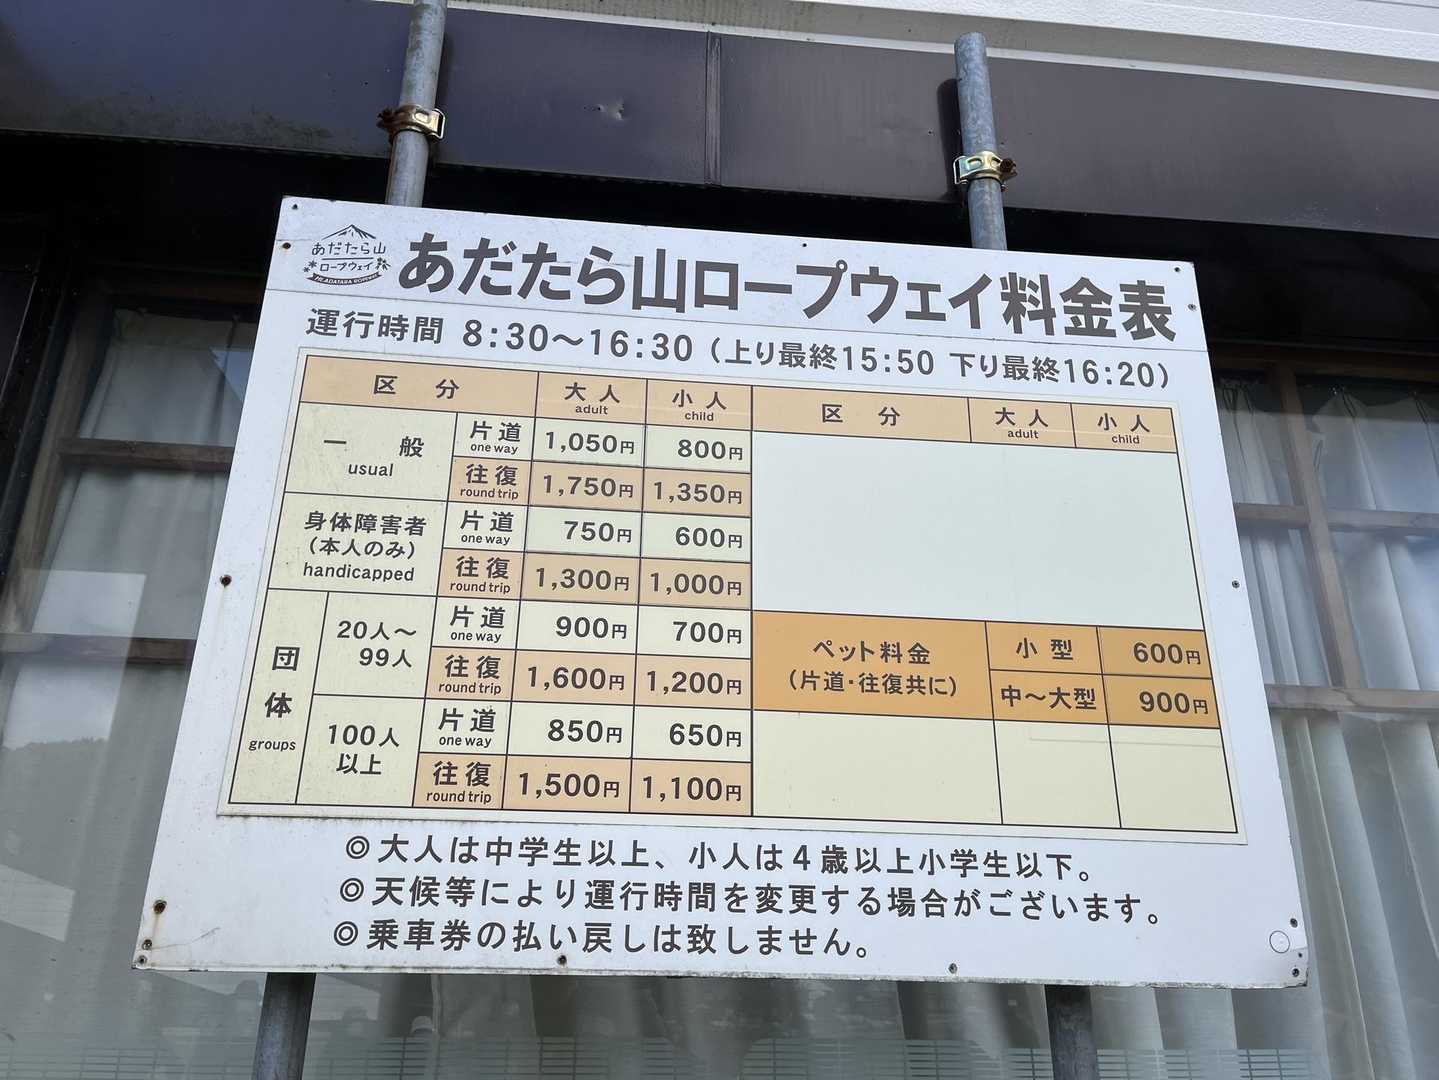 あだたら山
ロープウェイ
あだたら山ロープウェイ料金表
運行時間 8:30〜16:30(上り最終15:50 下り最終16:20)
区分 大人 adult 小人 child
一般 usual 片道 one way 1,050円 800円
往復 round trip 1,750円 1,350円
身体障害者 (本人のみ) handicapped 片道 one way 750円 600円
往復 round trip 1,300円 1,000円
団体 groups 20人〜99人 片道 one way 900円 700円
往復 round trip 1,600円 1,200円
100人以上 片道 one way 850円 650円
往復 round trip 1,500円 1,100円
区分 大人 adult 小人 child
ペット料金 (片道・往復共に) 小型 600円
中〜大型 900円
◎大人は中学生以上、小人は4歳以上小学生以下。
◎天候等により運行時間を変更する場合がございます。
◎乗車券の払い戻しは致しません。